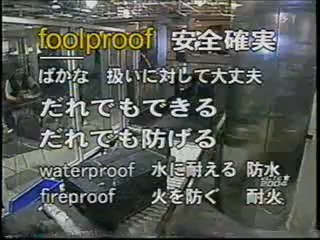 foolproof 安全確実
ばかな 扱いに対して大丈夫
だれでもできる
だれでも防げる
waterproof 水に耐える 防水
fireproof 火を防ぐ 耐火
2004